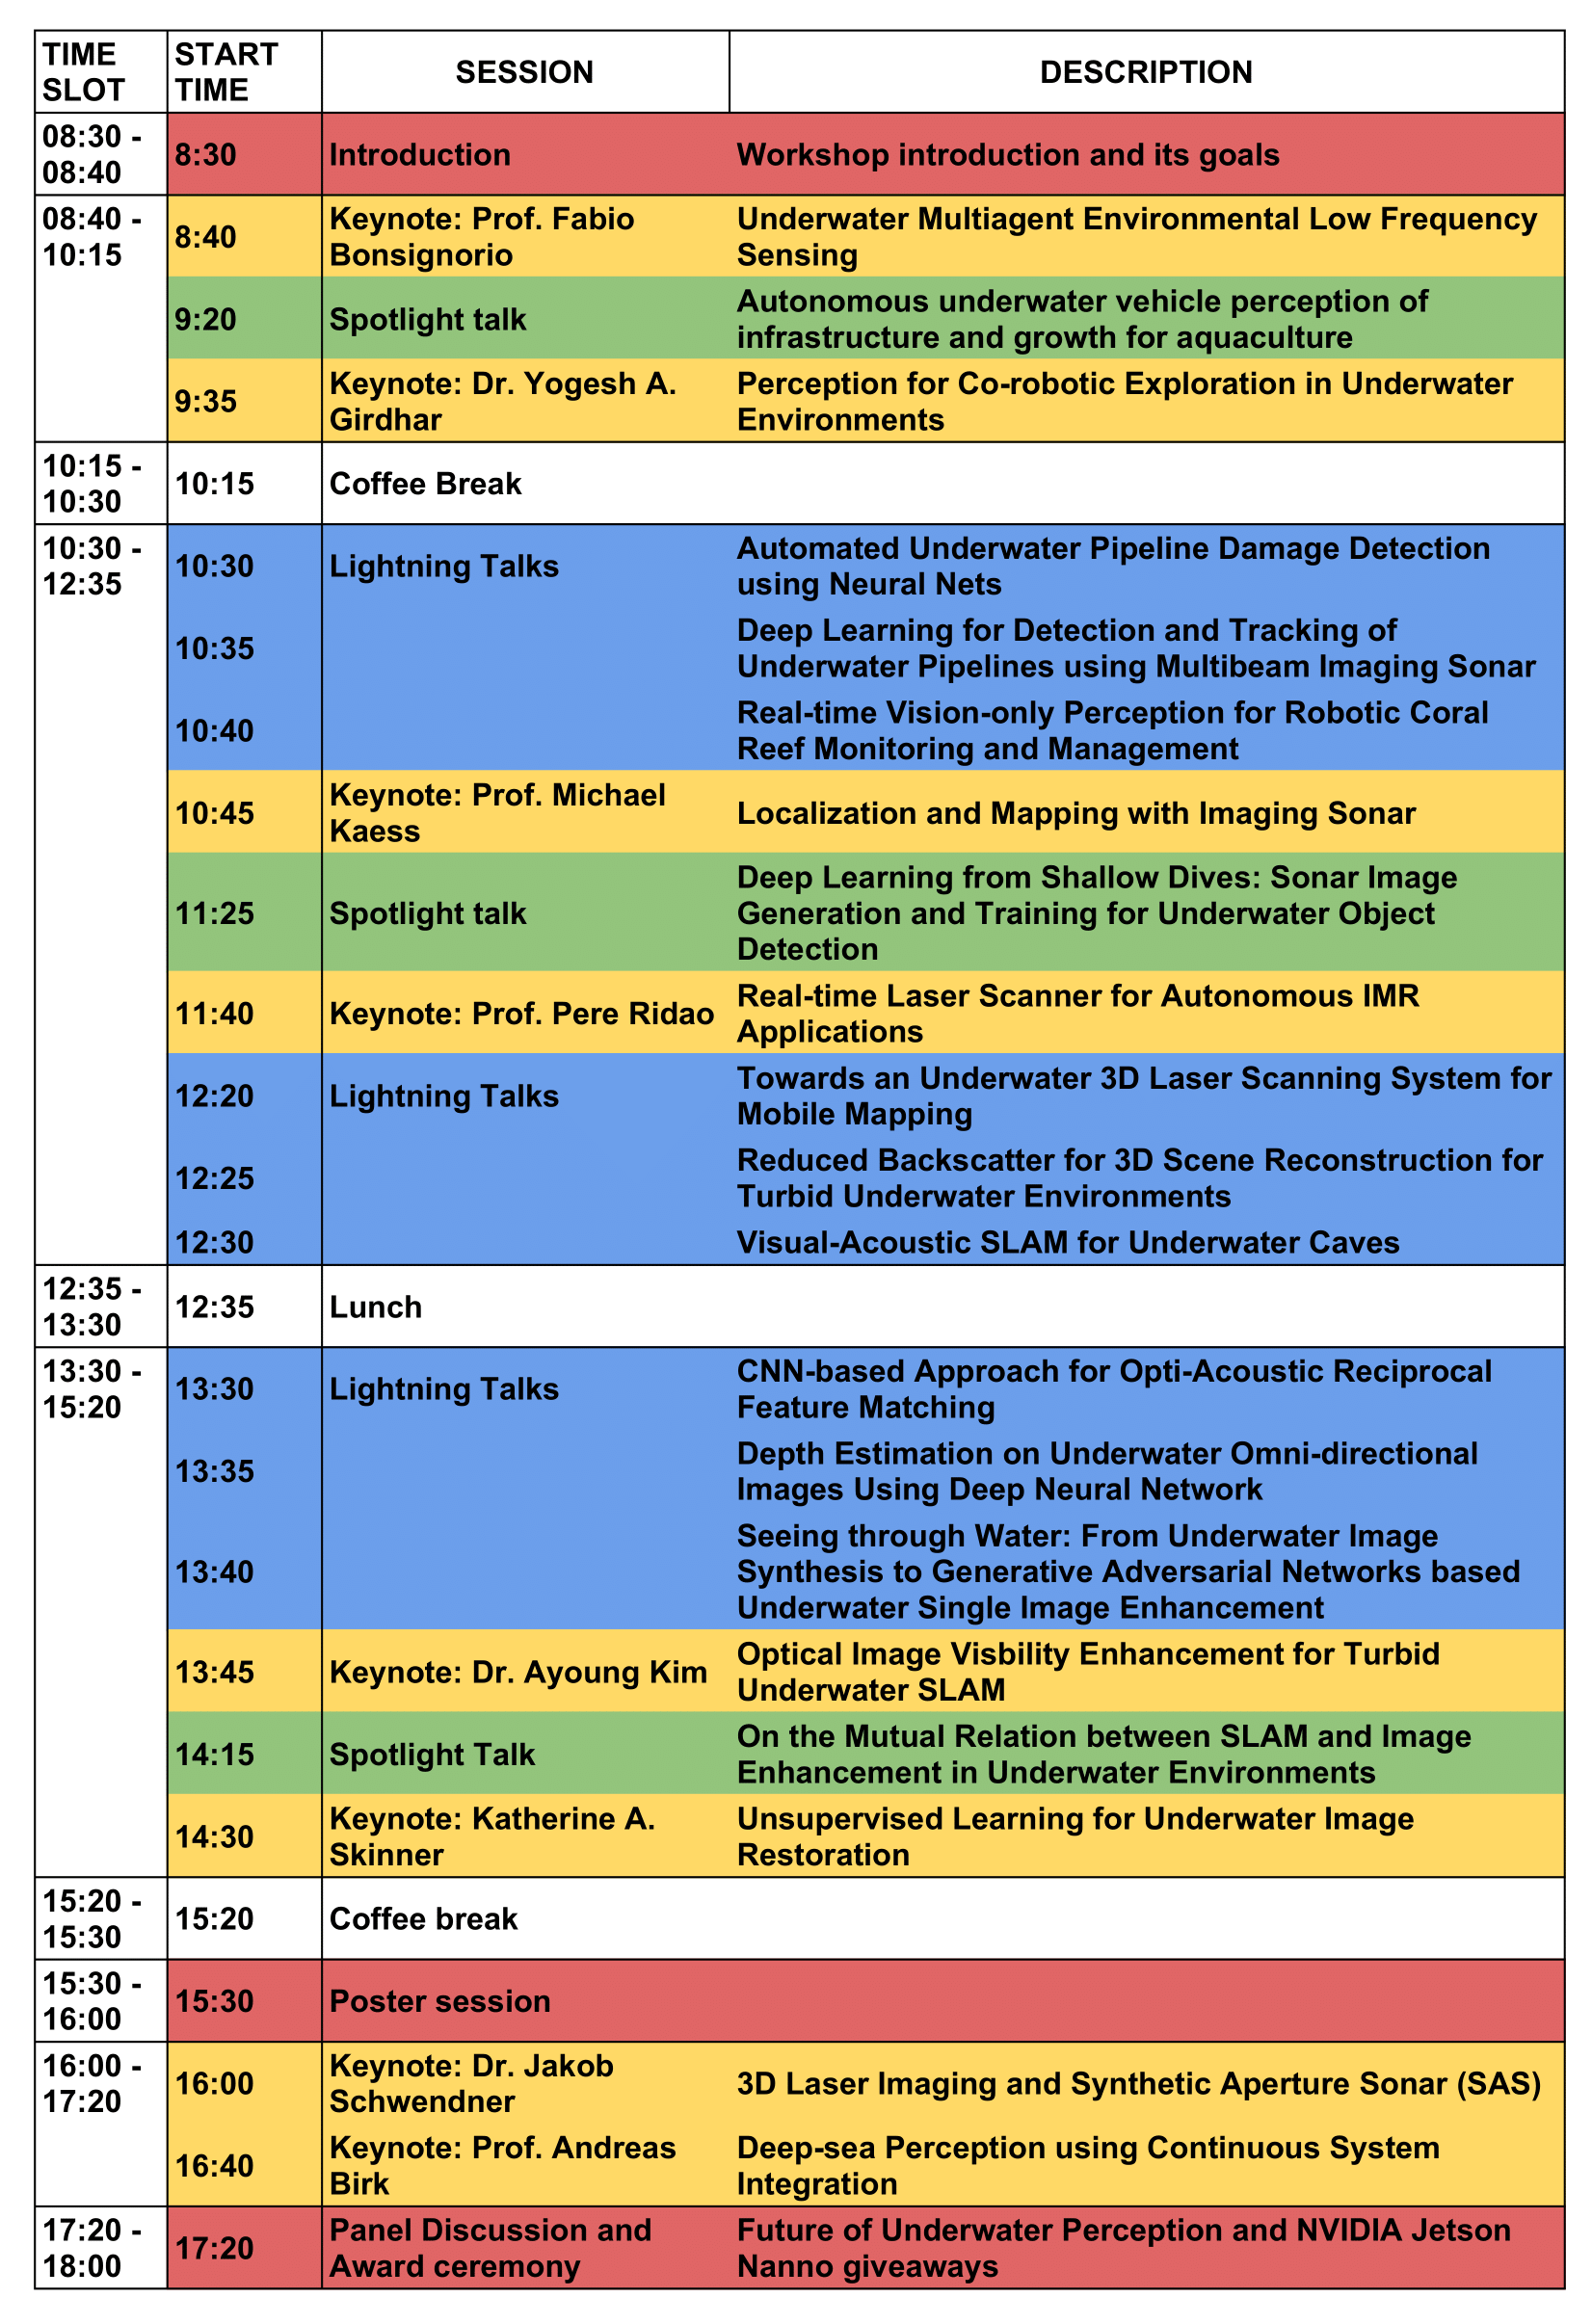 TIME
SLOT
START
TIME
SESSION
DESCRIPTION
08:30 -
08:40
8:30
Introduction
Workshop introduction and its goals
08:40 -
10:15
8:40
Keynote: Prof. Fabio
Bonsignorio
Underwater Multiagent Environmental Low Frequency
Sensing
9:20
Spotlight talk
Autonomous underwater vehicle perception of
infrastructure and growth for aquaculture
9:35
Keynote: Dr. Yogesh A.
Girdhar
Perception for Co-robotic Exploration in Underwater
Environments
10:15 -
10:30
10:15
Coffee Break
10:30 -
12:35
10:30
Lightning Talks
Automated Underwater Pipeline Damage Detection
using Neural Nets
10:35
Deep Learning for Detection and Tracking of
Underwater Pipelines using Multibeam Imaging Sonar
10:40
Real-time Vision-only Perception for Robotic Coral
Reef Monitoring and Management
10:45
Keynote: Prof. Michael
Kaess
Localization and Mapping with Imaging Sonar
11:25
Spotlight talk
Deep Learning from Shallow Dives: Sonar Image
Generation and Training for Underwater Object
Detection
11:40
Keynote: Prof. Pere Ridao
Real-time Laser Scanner for Autonomous IMR
Applications
12:20
Lightning Talks
Towards an Underwater 3D Laser Scanning System for
Mobile Mapping
12:25
Reduced Backscatter for 3D Scene Reconstruction for
Turbid Underwater Environments
12:30
Visual-Acoustic SLAM for Underwater Caves
12:35 -
13:30
12:35
Lunch
13:30 -
15:20
13:30
Lightning Talks
CNN-based Approach for Opti-Acoustic Reciprocal
Feature Matching
13:35
Depth Estimation on Underwater Omni-directional
Images Using Deep Neural Network
13:40
Seeing through Water: From Underwater Image
Synthesis to Generative Adversarial Networks based
Underwater Single Image Enhancement
13:45
Keynote: Dr. Ayoung Kim
Optical Image Visbility Enhancement for Turbid
Underwater SLAM
14:15
Spotlight Talk
On the Mutual Relation between SLAM and Image
Enhancement in Underwater Environments
14:30
Keynote: Katherine A.
Skinner
Unsupervised Learning for Underwater Image
Restoration
15:20 -
15:30
15:20
Coffee break
15:30 -
16:00
15:30
Poster session
16:00 -
17:20
16:00
Keynote: Dr. Jakob
Schwendner
3D Laser Imaging and Synthetic Aperture Sonar (SAS)
16:40
Keynote: Prof. Andreas
Birk
Deep-sea Perception using Continuous System
Integration
17:20 -
18:00
17:20
Panel Discussion and
Award ceremony
Future of Underwater Perception and NVIDIA Jetson
Nanno giveaways